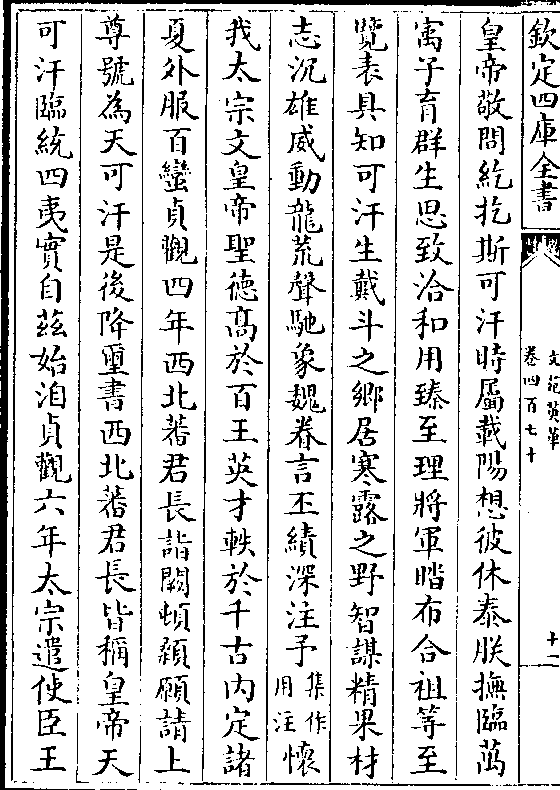 欽定四庫全書
文苑英華
卷四百七十
十一
皇帝敬問紇扢斯可汗時屬載陽想彼休泰朕撫臨萬
寓子育群生思致洽和用臻至理將軍踏布合祖等至
覽表具知可汗生戴斗之鄉居寒露之野智謀精果材
志沉雄威動龍荒聲馳象魏眷言丕績深注予集作用注懷
我太宗文皇帝聖德髙於百王英才軼於千古内定諸
夏外服百蠻貞觀四年西北蕃君長詣闕頓顙願請上
尊號為天可汗是後降璽書西北蕃君長皆稱皇帝天
可汗臨統四夷實自兹始洎貞觀六年太宗遣使臣王